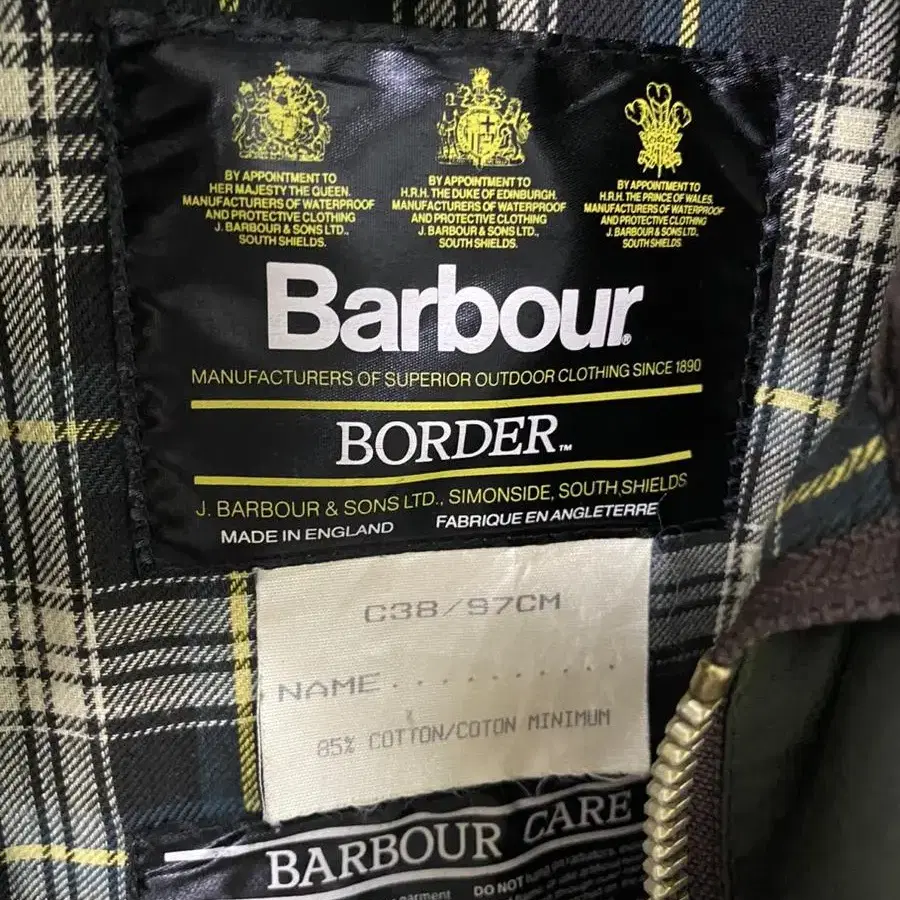 BY APPOINTMENT TO
HER MAJESTY THE QUEEN.
MANUFACTURERS OF WATERPROOF
AND PROTECTIVE CLOTHING
J. BARBOUR & SONS LTD.,
SOUTH SHIELDS.
BY APPOINTMENT TO
H.R.H. THE DUKE OF EDINBURGH.
MANUFACTURERS OF WATERPROOF
AND PROTECTIVE CLOTHING
J. BARBOUR & SONS LTD.,
SOUTH SHIELDS.
BY APPOINTMENT TO
H.R.H. THE PRINCE OF WALES.
MANUFACTURERS OF WATERPROOF
AND PROTECTIVE CLOTHING
J. BARBOUR & SONS LTD.,
SOUTH SHIELDS.
Barbour®
MANUFACTURERS OF SUPERIOR OUTDOOR CLOTHING SINCE 1890
BORDER™
J. BARBOUR & SONS LTD., SIMONSIDE, SOUTH SHIELDS
MADE IN ENGLAND FABRIQUE EN ANGLETERRE
C38/97CM
NAME..........
85% COTTON/COTON MINIMUM
BARBOUR CARE
garment DO NOT